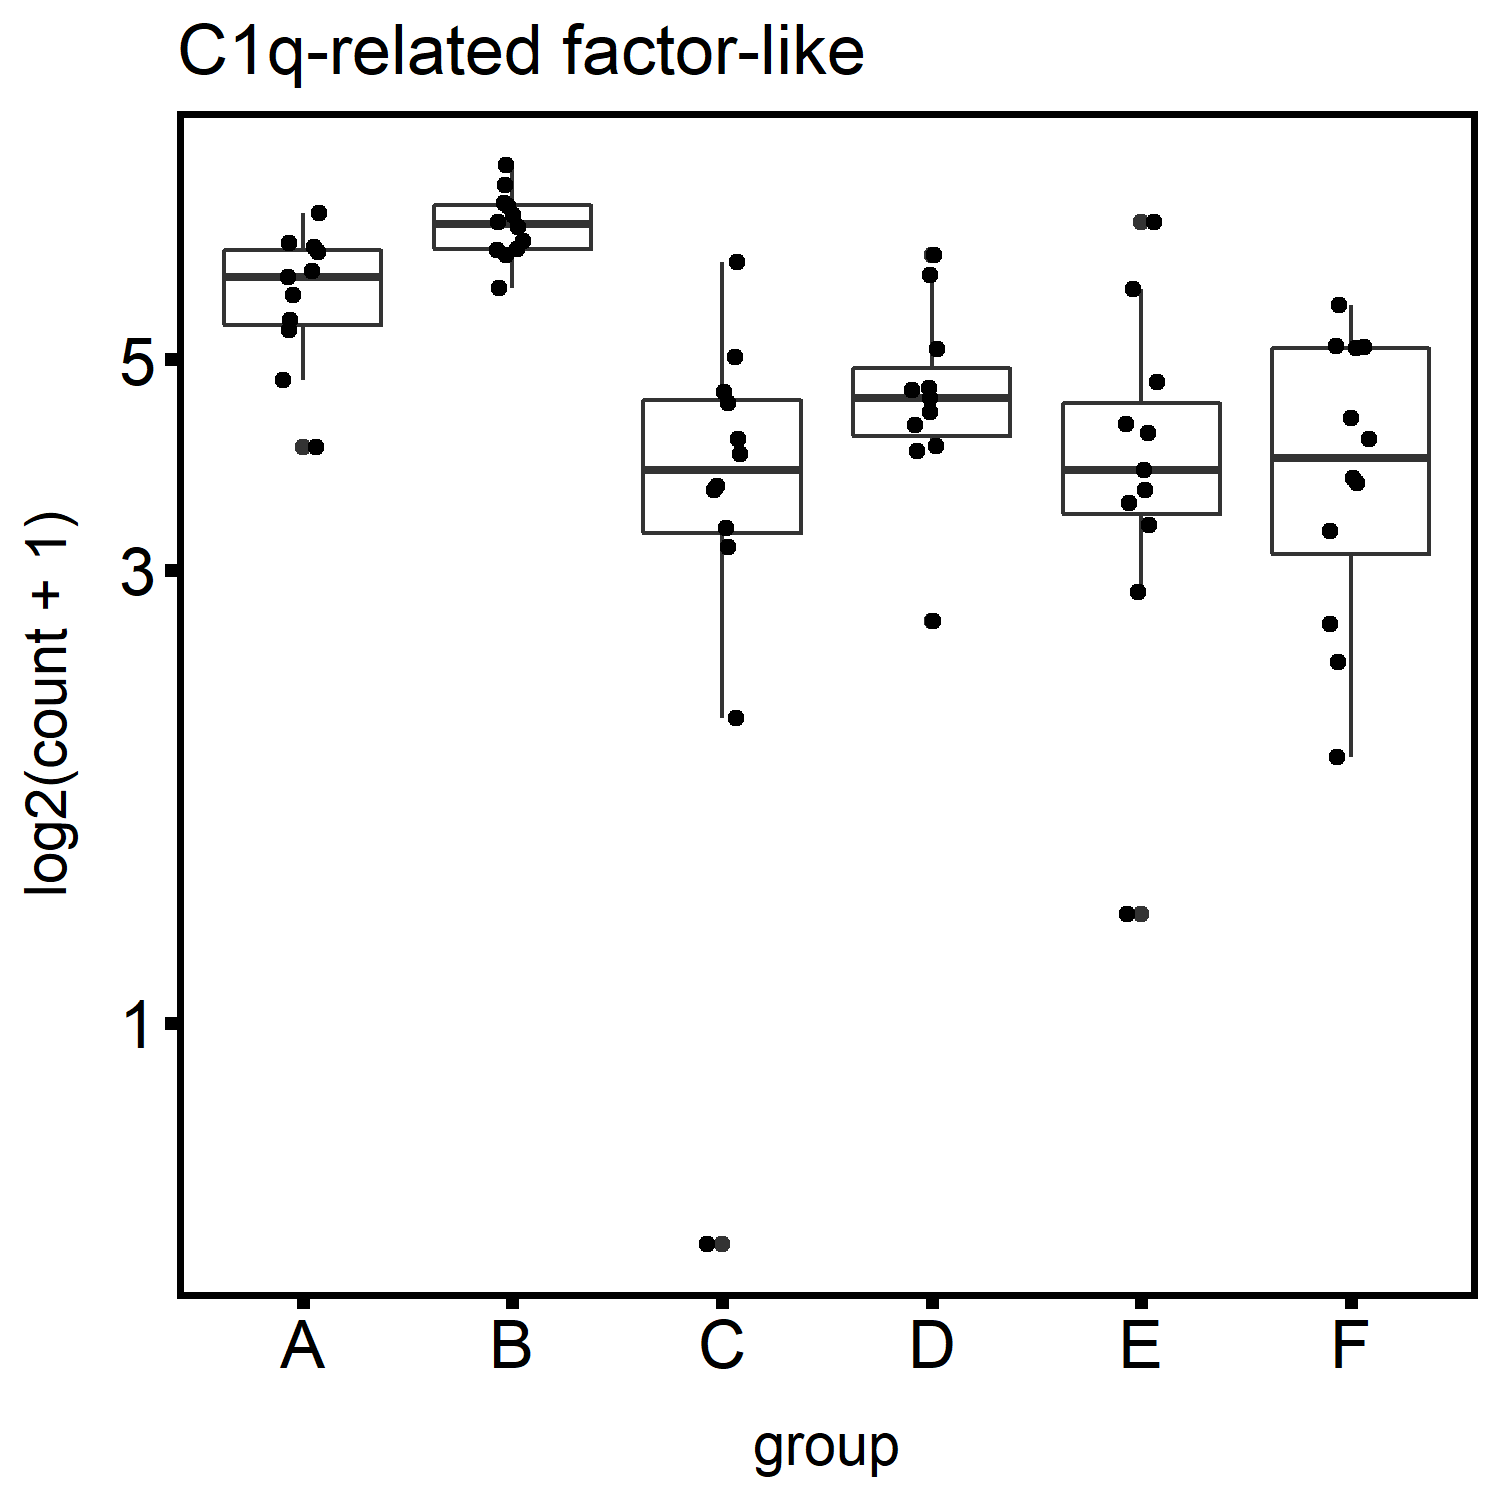 C1q-related factor-like
log2(count + 1)
5
3
1
A B C D E F
group